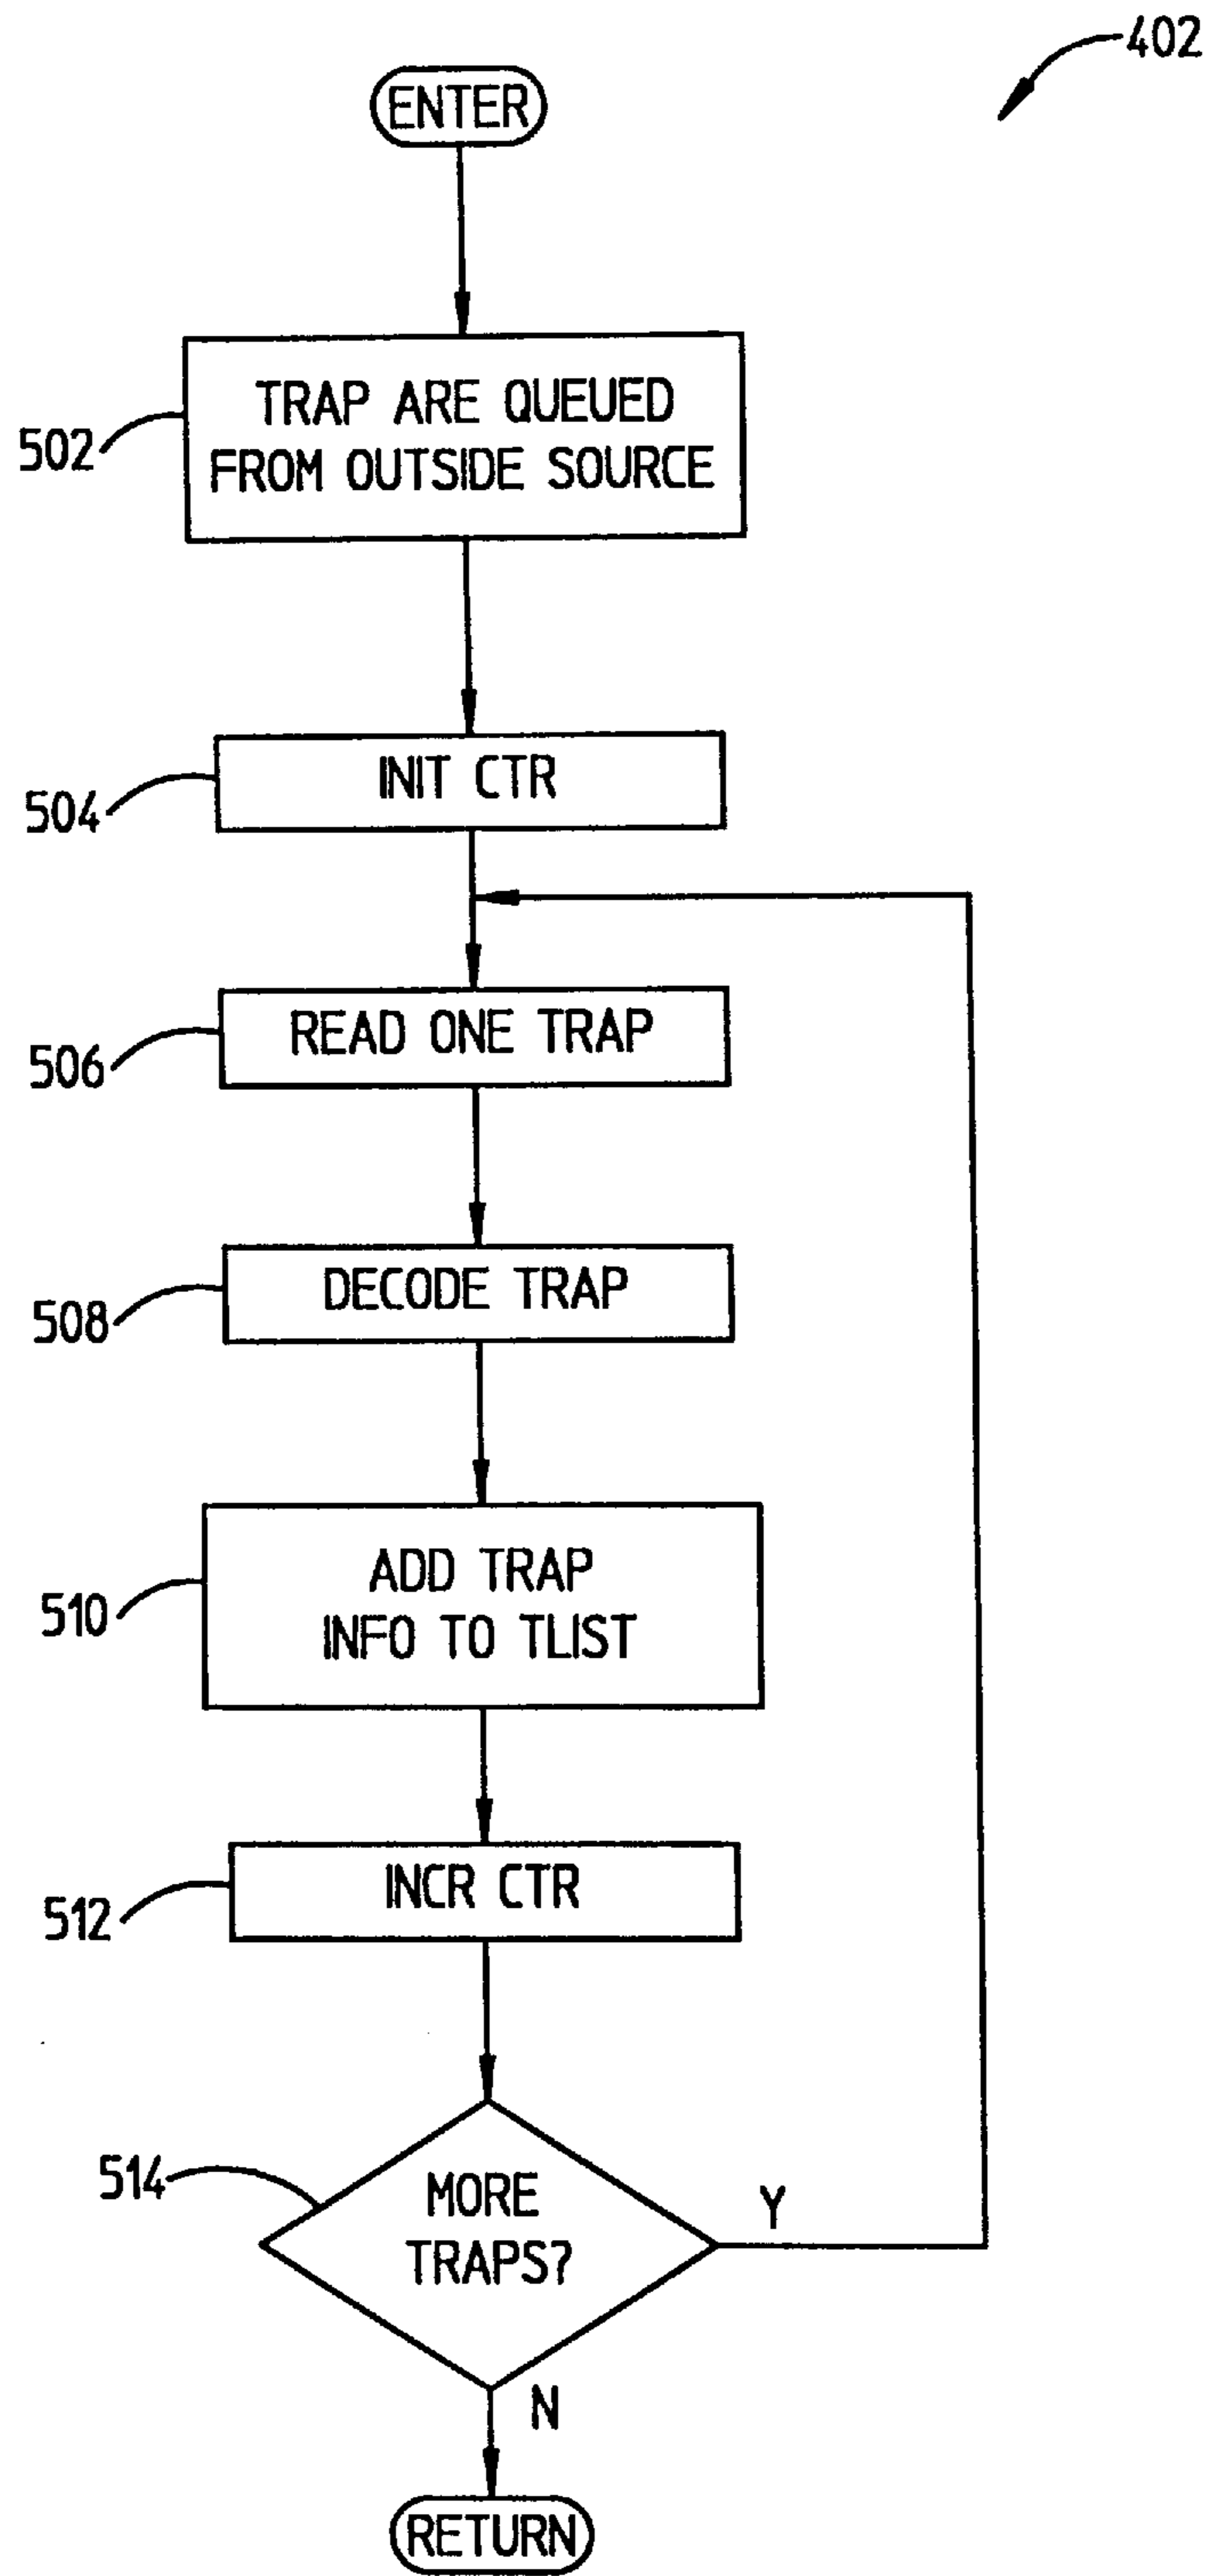 402
ENTER
TRAP ARE QUEUED
FROM OUTSIDE SOURCE
502
INIT CTR
504
READ ONE TRAP
506
DECODE TRAP
508
ADD TRAP
INFO TO TLIST
510
INCR CTR
512
514
MORE
TRAPS?
Y
N
RETURN